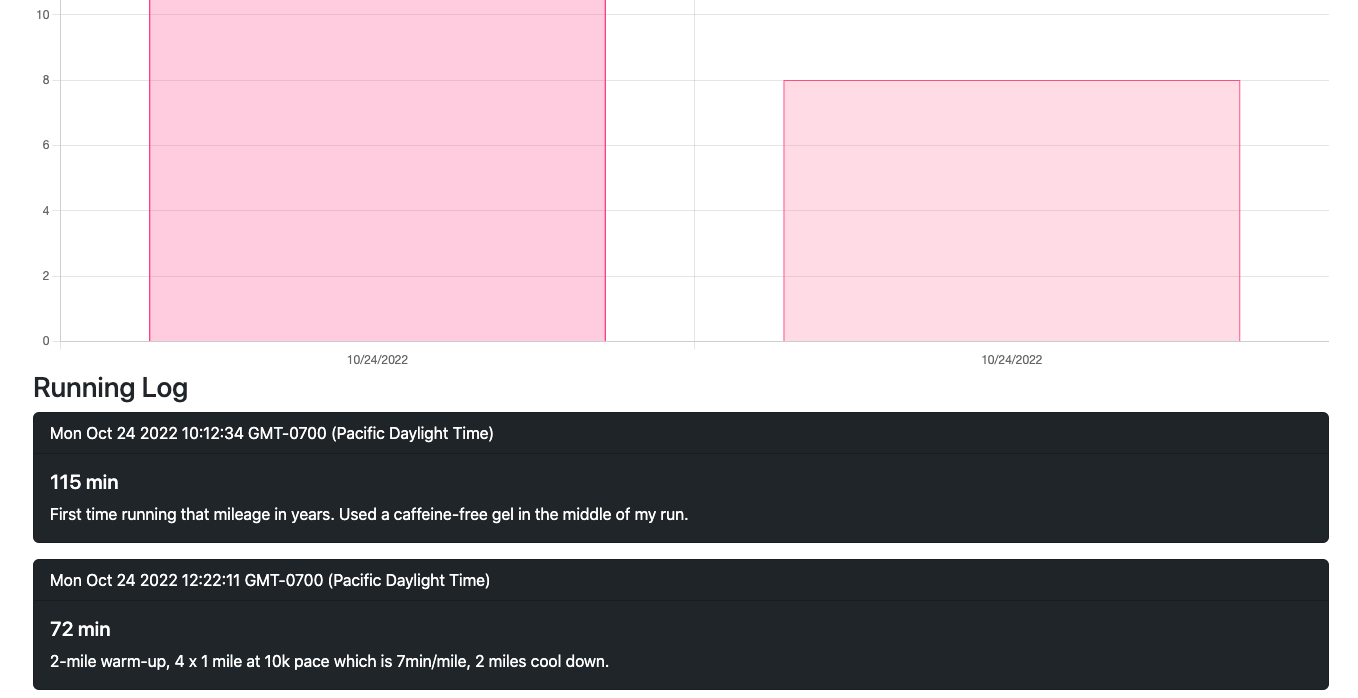 10
8
6
4
2
0
10/24/2022
10/24/2022
Running Log
Mon Oct 24 2022 10:12:34 GMT-0700 (Pacific Daylight Time)
115 min
First time running that mileage in years. Used a caffeine-free gel in the middle of my run.
Mon Oct 24 2022 12:22:11 GMT-0700 (Pacific Daylight Time)
72 min
2-mile warm-up, 4 x 1 mile at 10k pace which is 7min/mile, 2 miles cool down.